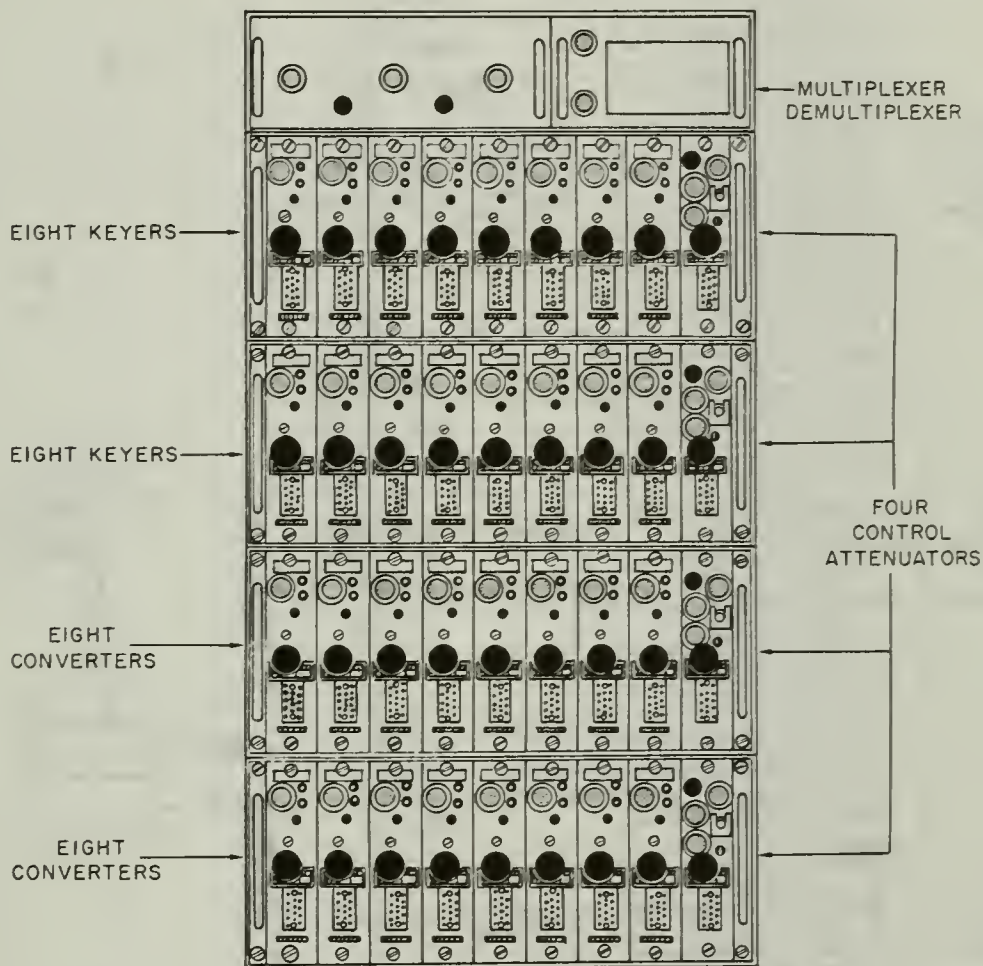 MULTIPLEXER
DEMULTIPLEXER
EIGHT KEYERS
EIGHT KEYERS
FOUR
CONTROL
ATTENUATORS
EIGHT
CONVERTERS
EIGHT
CONVERTERS